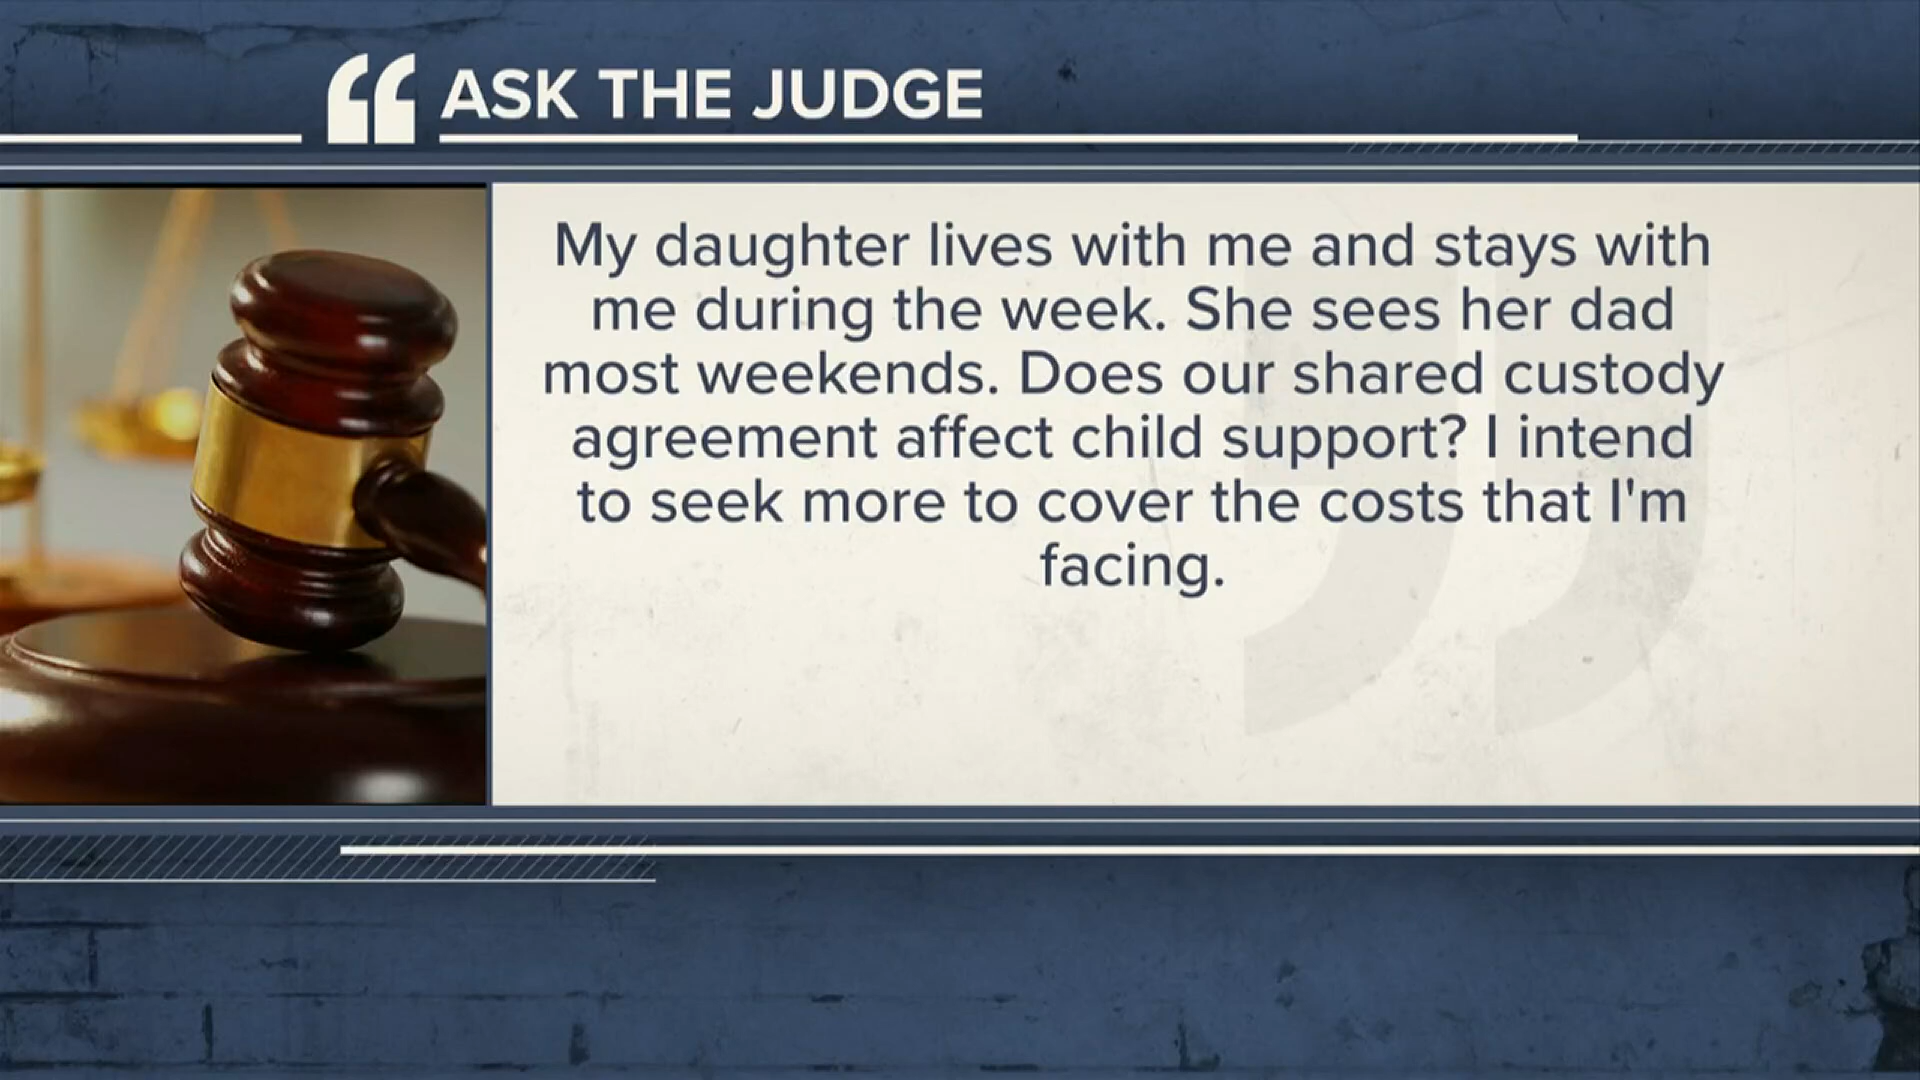 “ ASK THE JUDGE
My daughter lives with me and stays with
me during the week. She sees her dad
most weekends. Does our shared custody
agreement affect child support? I intend
to seek more to cover the costs that I'm
facing.